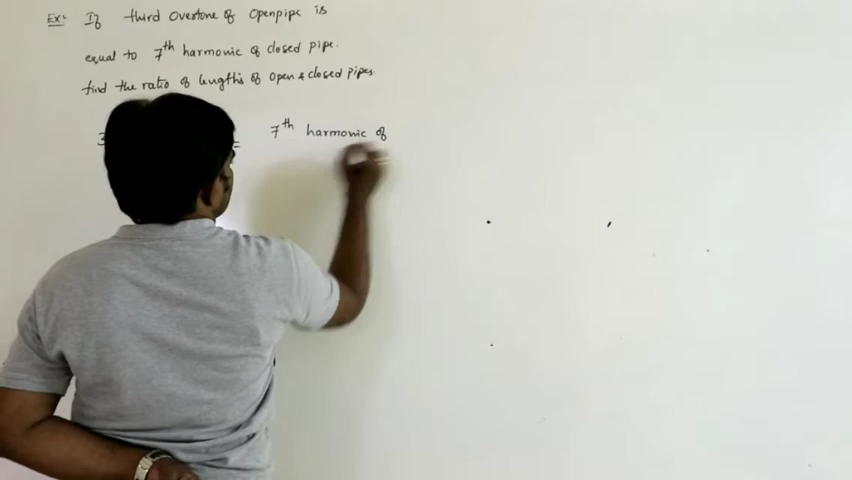 Ex:- If third overtone of Openpipe is
equal to 7th harmonic of closed pipe.
find the ratio of lengths of open & closed pipes.
3 = 7th harmonic of